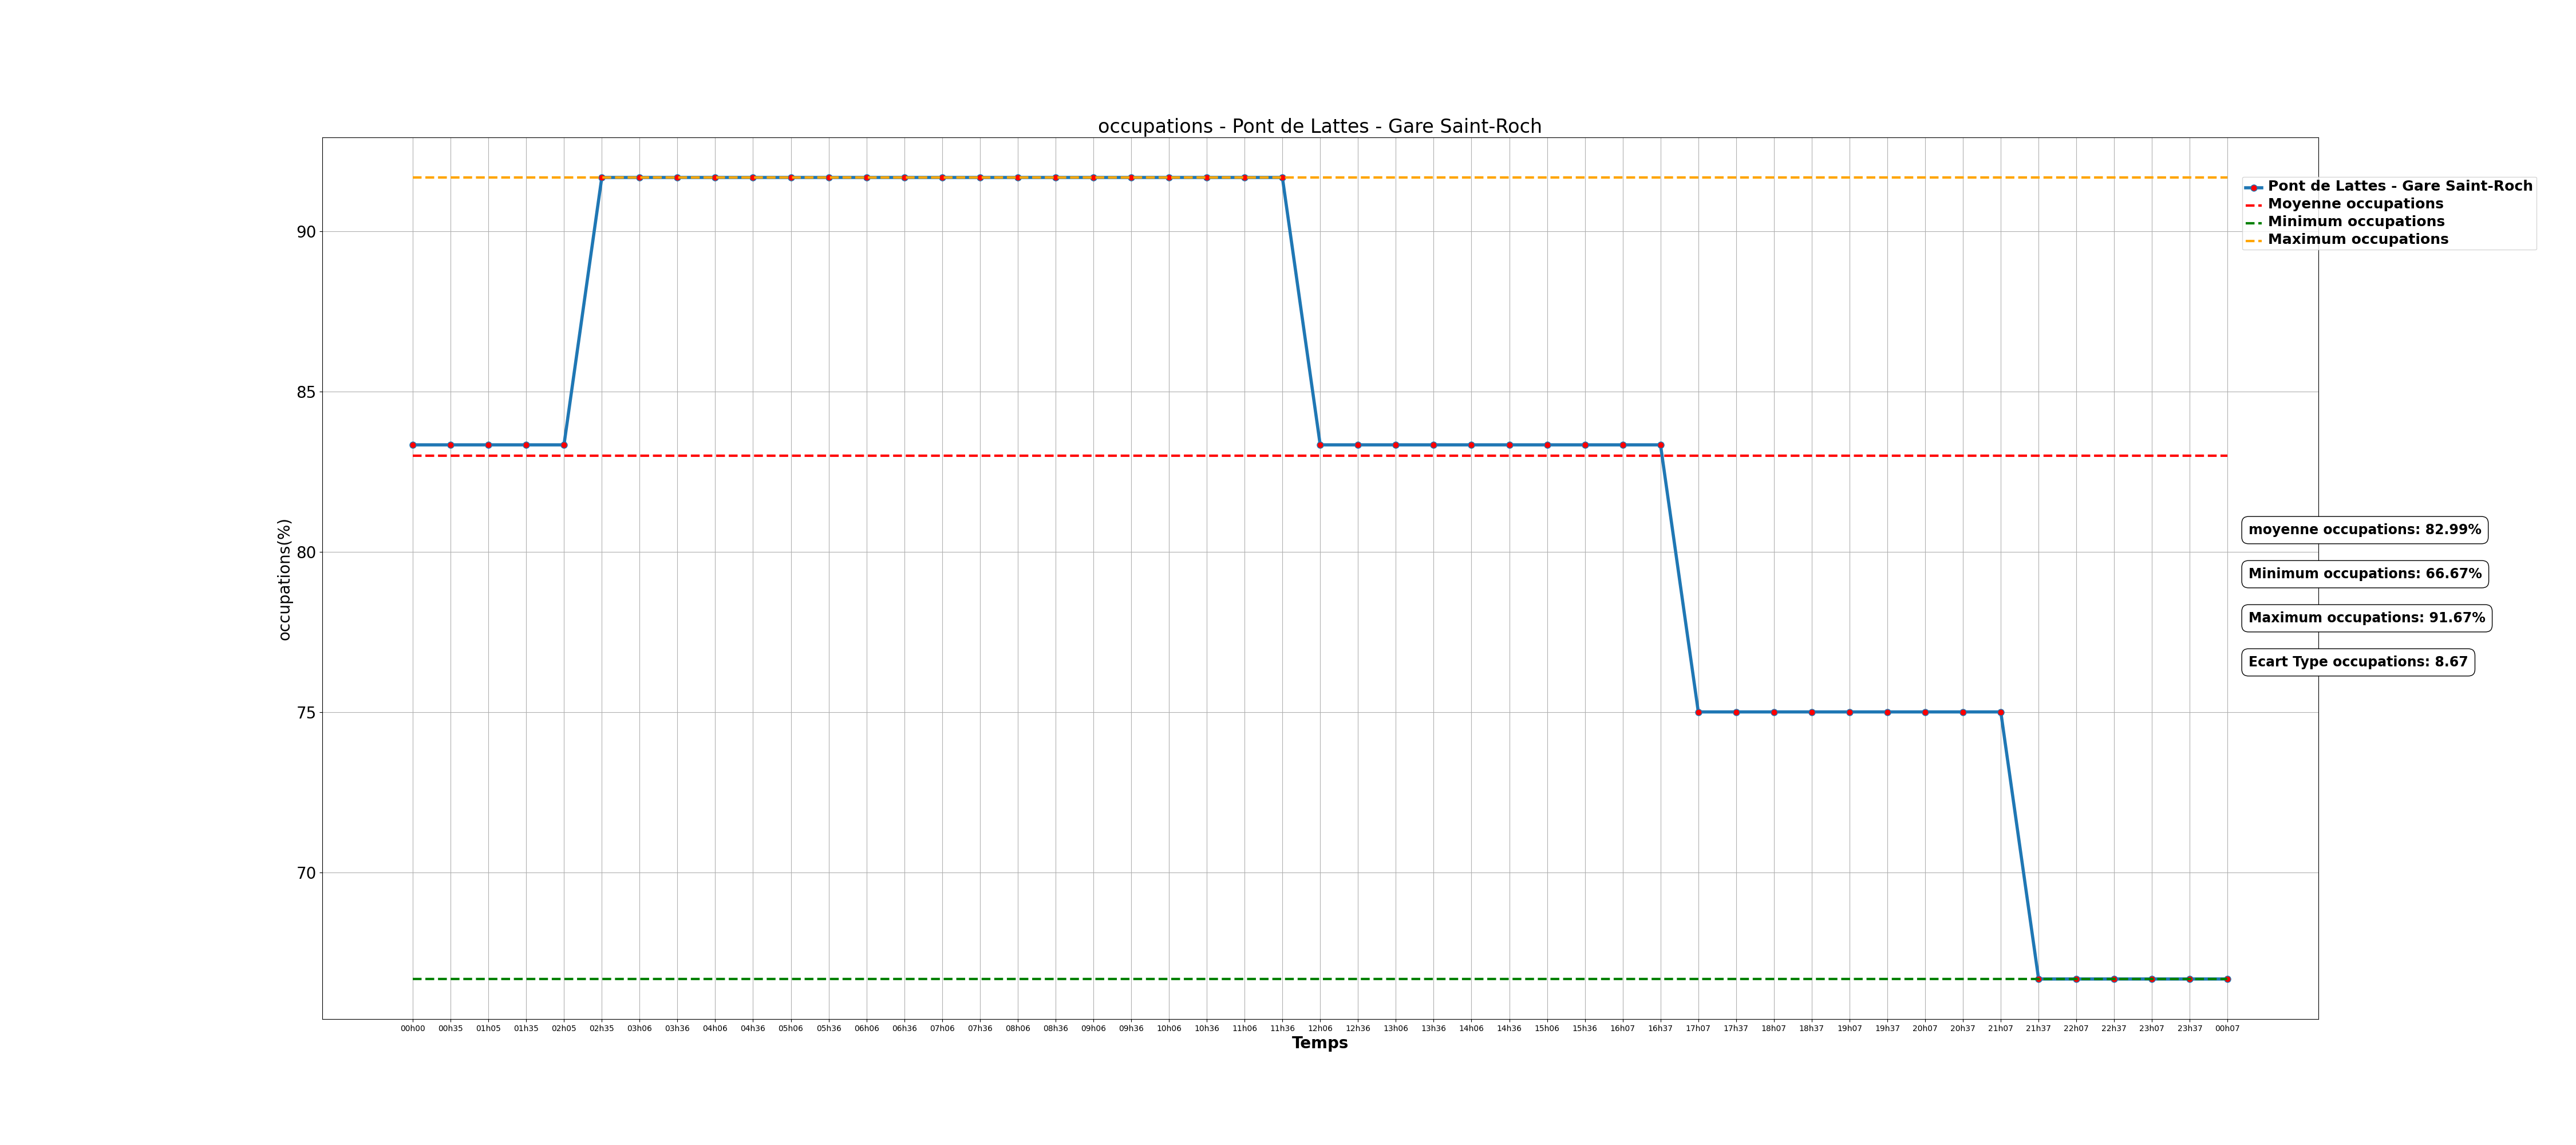 occupations - Pont de Lattes - Gare Saint-Roch
Pont de Lattes - Gare Saint-Roch
Moyenne occupations
Minimum occupations
Maximum occupations
90
85
80
75
70
occupations(%)
moyenne occupations: 82.99%
Minimum occupations: 66.67%
Maximum occupations: 91.67%
Ecart Type occupations: 8.67
00h00 00h35 01h05 01h35 02h05 02h35 03h06 03h36 04h06 04h36 05h06 05h36 06h06 06h36 07h06 07h36 08h06 08h36 09h06 09h36 10h06 10h36 11h06 11h36 12h06 12h36 13h06 13h36 14h06 14h36 15h06 15h36 16h07 16h37 17h07 17h37 18h07 18h37 19h07 19h37 20h07 20h37 21h07 21h37 22h07 22h37 23h07 23h37 00h07
Temps